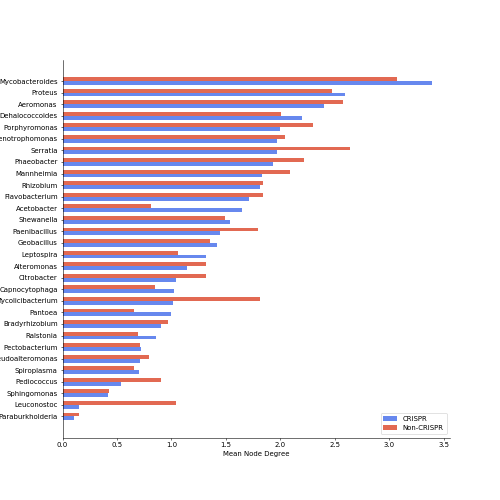 Mycobacteroides
Proteus
Aeromonas
Dehalococcoides
Porphyromonas
enotrophomonas
Serratia
Phaeobacter
Mannheimia
Rhizobium
Flavobacterium
Acetobacter
Shewanella
Paenibacillus
Geobacillus
Leptospira
Alteromonas
Citrobacter
Capnocytophaga
Mycolicibacterium
Pantoea
Bradyrhizobium
Ralstonia
Pectobacterium
eudoalteromonas
Spiroplasma
Pediococcus
Sphingomonas
Leuconostoc
Paraburkholderia
CRISPR
Non-CRISPR
0.0 0.5 1.0 1.5 2.0 2.5 3.0 3.5
Mean Node Degree